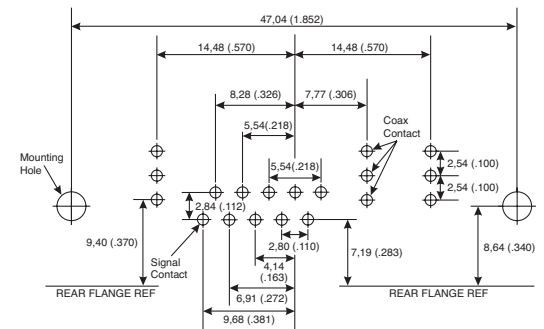 47,04 (1.852)
14,48 (.570)
14,48 (.570)
8,28 (.326)
7,77 (.306)
5,54(.218)
Coax
Contact
Mounting
Hole
5,54(.218)
2,54 (.100)
2,54 (.100)
2,84 (.112)
9,40 (.370)
Signal
Contact
2,80 (.110)
7,19 (.283)
8,64 (.340)
4,14
(.163)
REAR FLANGE REF
REAR FLANGE REF
6,91 (.272)
9,68 (.381)